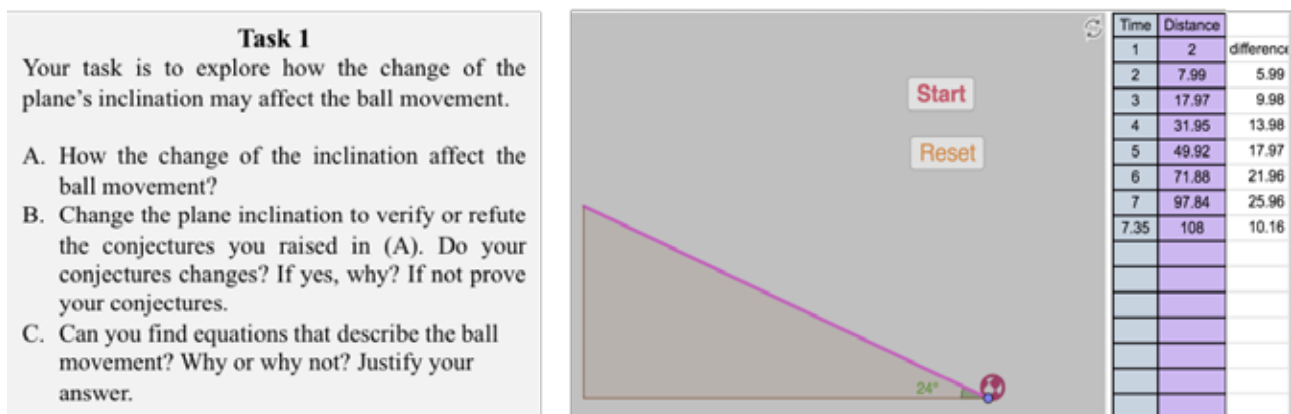 Task 1
Your task is to explore how the change of the
plane's inclination may affect the ball movement.
A. How the change of the inclination affect the
ball movement?
B. Change the plane inclination to verify or refute
the conjectures you raised in (A). Do your
conjectures changes? If yes, why? If not prove
your conjectures.
C. Can you find equations that describe the ball
movement? Why or why not? Justify your
answer.
Start
Reset
24°
Time Distance
1 2 difference
2 7.99 5.99
3 17.97 9.98
4 31.95 13.98
5 49.92 17.97
6 71.88 21.96
7 97.84 25.96
7.35 108 10.16